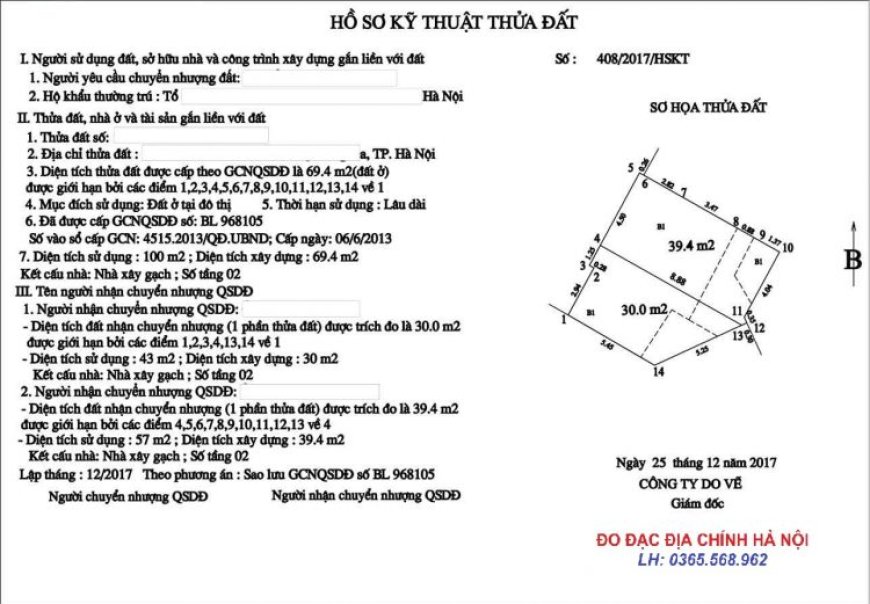 HỒ SƠ KỸ THUẬT THỬA ĐẤT
I. Người sử dụng đất, sở hữu nhà và công trình xây dựng gắn liền với đất
1. Người yêu cầu chuyển nhượng đất:
2. Hộ khẩu thường trú : Tổ Hà Nội
II. Thửa đất, nhà ở và tài sản gắn liền với đất
1. Thửa đất số:
2. Địa chỉ thửa đất : a, TP. Hà Nội
3. Diện tích thửa đất được cấp theo GCNQSDĐ là 69.4 m2(đất ở)
được giới hạn bởi các điểm 1,2,3,4,5,6,7,8,9,10,11,12,13,14 về 1
4. Mục đích sử dụng: Đất ở tại đô thị 5. Thời hạn sử dụng : Lâu dài
6. Đã được cấp GCNQSDĐ số: BL 968105
Số vào sổ cấp GCN: 4515.2013/QĐ.UBND; Cấp ngày: 06/6/2013
7. Diện tích sử dụng : 100 m2 ; Diện tích xây dựng : 69.4 m2
Kết cấu nhà: Nhà xây gạch ; Số tầng 02
III. Tên người nhận chuyển nhượng QSDĐ
1. Người nhận chuyển nhượng QSDĐ:
- Diện tích đất nhận chuyển nhượng (1 phần thửa đất) được trích đo là 30.0 m2
được giới hạn bởi các điểm 1,2,3,4,13,14 về 1
- Diện tích sử dụng : 43 m2 ; Diện tích xây dựng : 30 m2
Kết cấu nhà: Nhà xây gạch ; Số tầng 02
2. Người nhận chuyển nhượng QSDĐ:
- Diện tích đất nhận chuyển nhượng (1 phần thửa đất) được trích đo là 39.4 m2
được giới hạn bởi các điểm 4,5,6,7,8,9,10,11,12,13 về 4
- Diện tích sử dụng : 57 m2 ; Diện tích xây dựng : 39.4 m2
Kết cấu nhà: Nhà xây gạch ; Số tầng 02
Lập tháng : 12/2017 Theo phương án : Sao lưu GCNQSDĐ số BL 968105
Người chuyển nhượng QSDĐ Người nhận chuyển nhượng QSDĐ
Số : 408/2017/HSKT
SƠ HỌA THỬA ĐẤT
5
0.26
6
2.82
7
3.47
8
0.88
9
1.37
10
4.50
B1
39.4 m2
B1
B
4
1.25
3
0.28
2
8.88
4.04
2.94
1
B1
30.0 m2
11
0.35
12
13
0.30
5.45
5.25
14
Ngày 25 tháng 12 năm 2017
CÔNG TY DO VẼ
Giám đốc
ĐO ĐẠC ĐỊA CHÍNH HÀ NỘI
LH: 0365.568.962